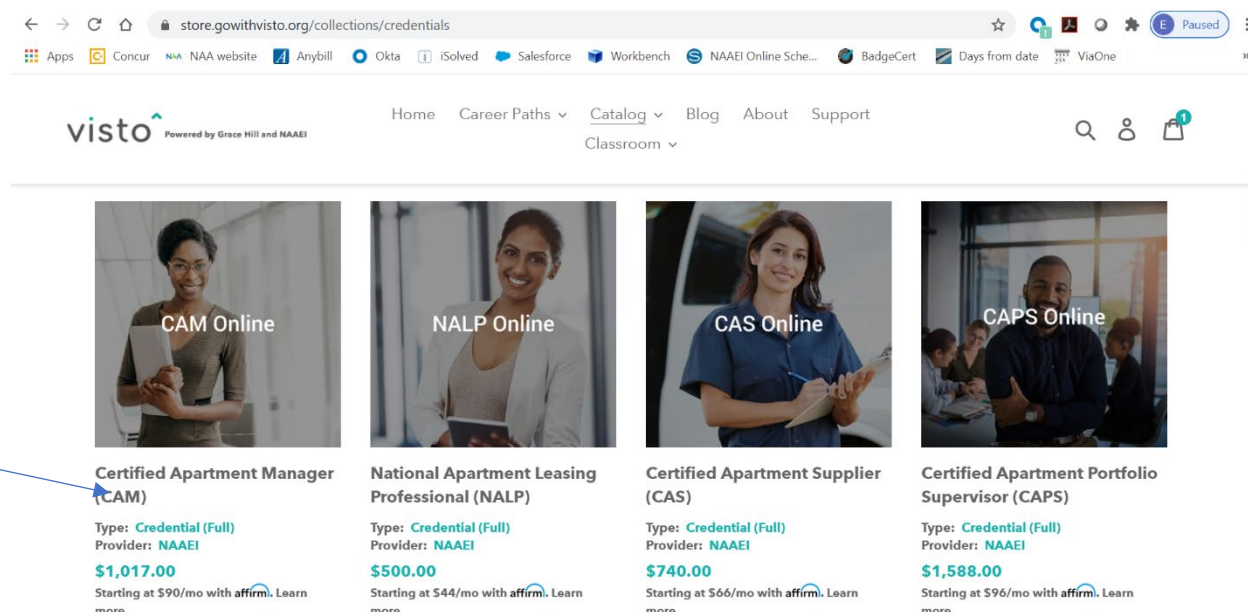 store.gowithvisto.org/collections/credentials
E Paused
Apps Concur NAA NAA website Anybill Okta iSolved Salesforce Workbench NAAEI Online Sche... BadgeCert Days from date ViaOne »
Home Career Paths Catalog Blog About Support
visto Powered by Grace Hill and NAAEI
1
Classroom
CAM Online
NALP Online
CAS Online
CAPS Online
Certified Apartment Manager
(CAM)
Type: Credential (Full)
Provider: NAAEI
$1,017.00
Starting at $90/mo with affirm. Learn
more
National Apartment Leasing
Professional (NALP)
Type: Credential (Full)
Provider: NAAEI
$500.00
Starting at $44/mo with affirm. Learn
more
Certified Apartment Supplier
(CAS)
Type: Credential (Full)
Provider: NAAEI
$740.00
Starting at $66/mo with affirm. Learn
more
Certified Apartment Portfolio
Supervisor (CAPS)
Type: Credential (Full)
Provider: NAAEI
$1,588.00
Starting at $96/mo with affirm. Learn
more